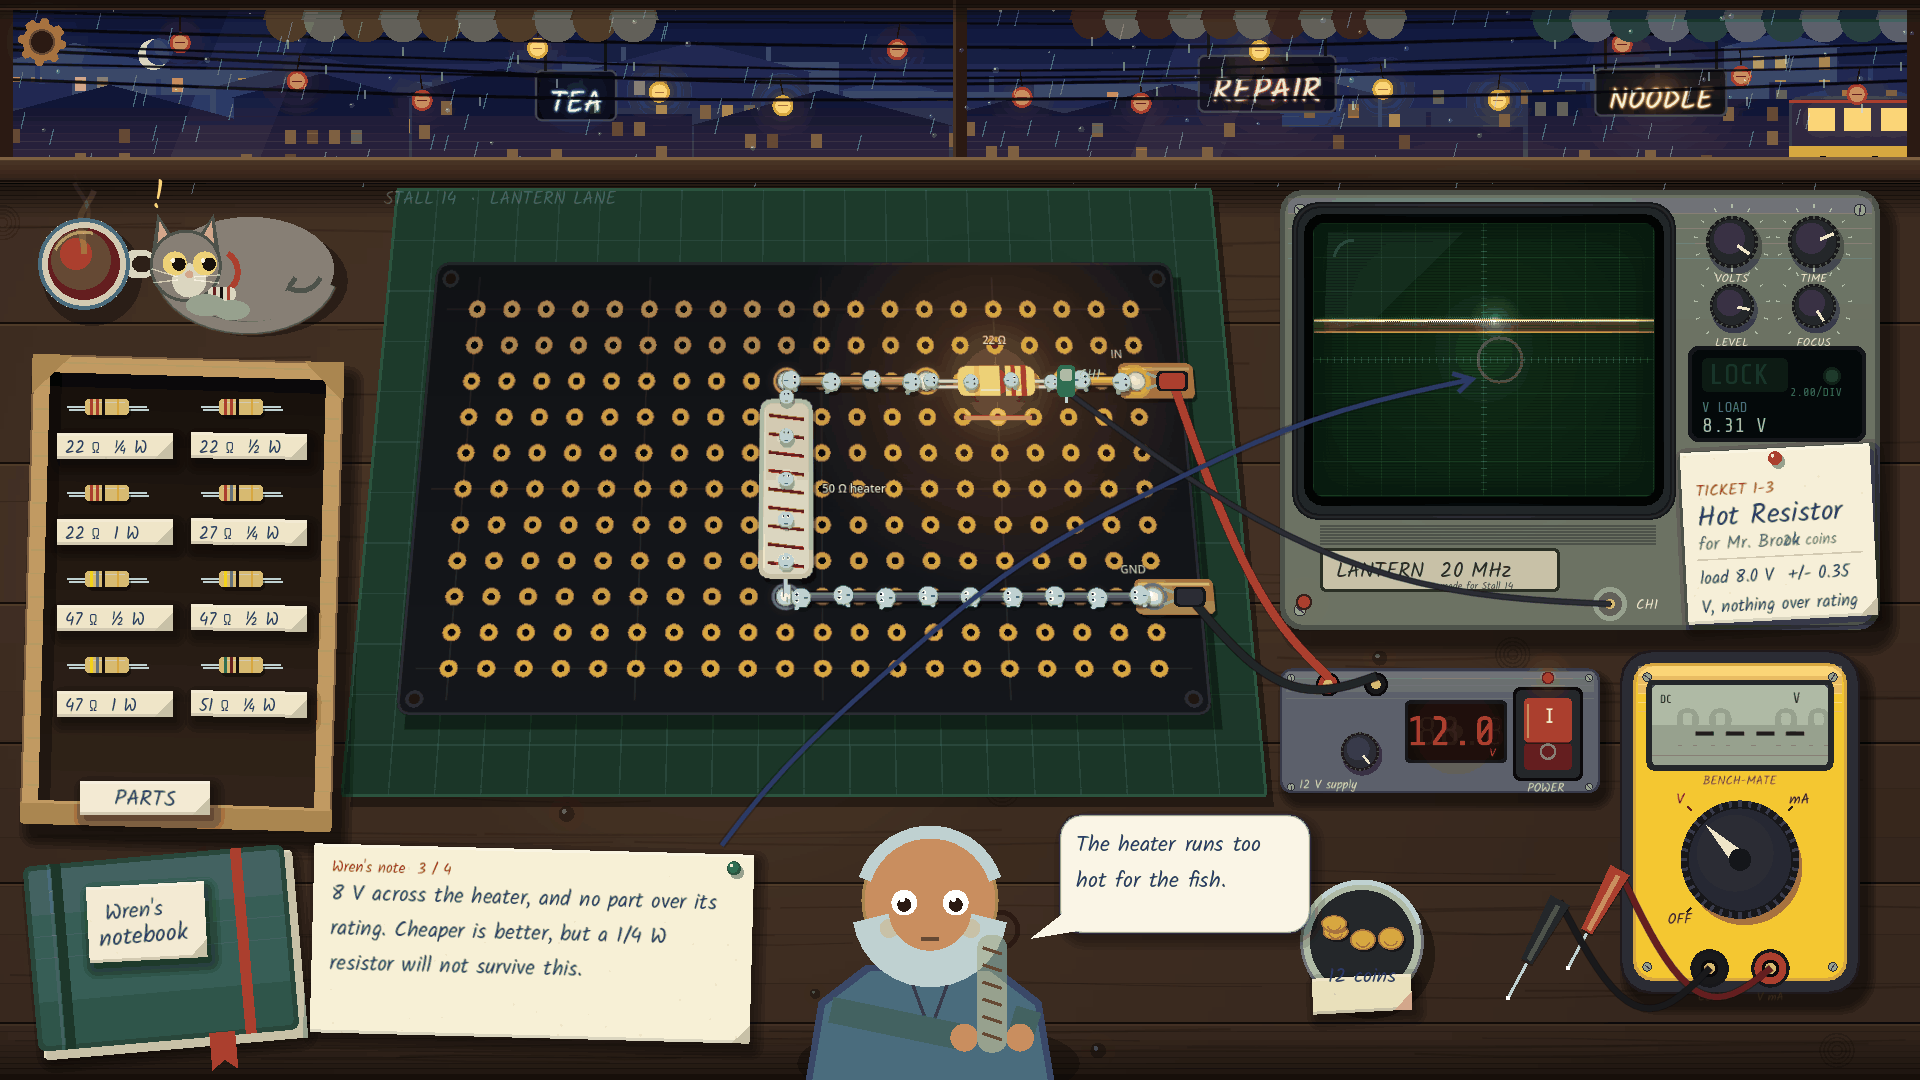 TEA
REPAIR
NOODLE
STALL 14 · LANTERN LANE
22 Ω ¼ W
22 Ω ½ W
22 Ω 1 W
27 Ω ¼ W
47 Ω ½ W
47 Ω ½ W
47 Ω 1 W
51 Ω ¼ W
PARTS
22 Ω
IN
50 Ω heater
GND
VOLTS
TIME
LEVEL
FOCUS
LOCK
2.00/DIV
V LOAD
8.31 V
TICKET 1-3
Hot Resistor
for Mr. Brook
coins
load 8.0 V +/- 0.35
V, nothing over rating
LANTERN 20 MHz
made for Stall 14
CH1
12.0
V
I
12 V supply
POWER
DC
V
BENCH-MATE
V
mA
OFF
V mA
Wren's
notebook
Wren's note 3 / 4
8 V across the heater, and no part over its
rating. Cheaper is better, but a 1/4 W
resistor will not survive this.
The heater runs too
hot for the fish.
12 coins